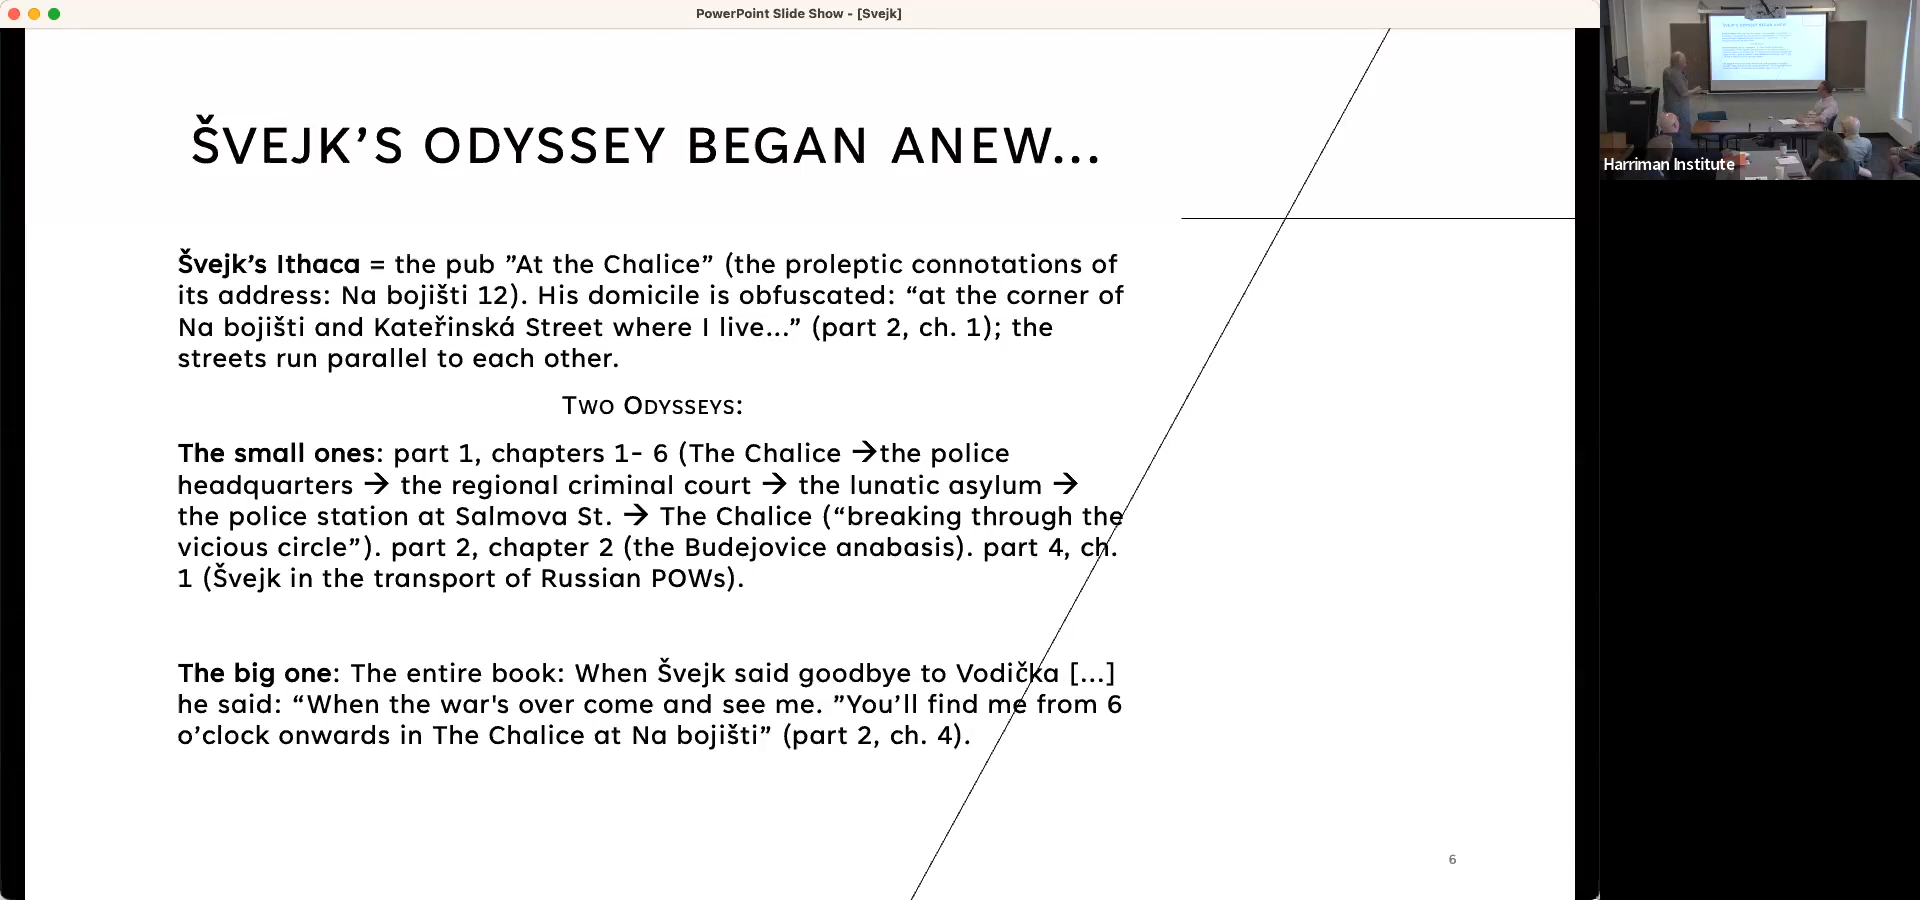 PowerPoint Slide Show - [Svejk]
ŠVEJK’S ODYSSEY BEGAN ANEW...
Švejk’s Ithaca = the pub ”At the Chalice” (the proleptic connotations of
its address: Na bojišti 12). His domicile is obfuscated: “at the corner of
Na bojišti and Kateřinská Street where I live...” (part 2, ch. 1); the
streets run parallel to each other.
TWO ODYSSEYS:
The small ones: part 1, chapters 1- 6 (The Chalice →the police
headquarters → the regional criminal court → the lunatic asylum →
the police station at Salmova St. → The Chalice (“breaking through the
vicious circle”). part 2, chapter 2 (the Budejovice anabasis). part 4, ch.
1 (Švejk in the transport of Russian POWs).
The big one: The entire book: When Švejk said goodbye to Vodička [...]
he said: “When the war's over come and see me. ”You’ll find me from 6
o’clock onwards in The Chalice at Na bojišti” (part 2, ch. 4).
6
Harriman Institute